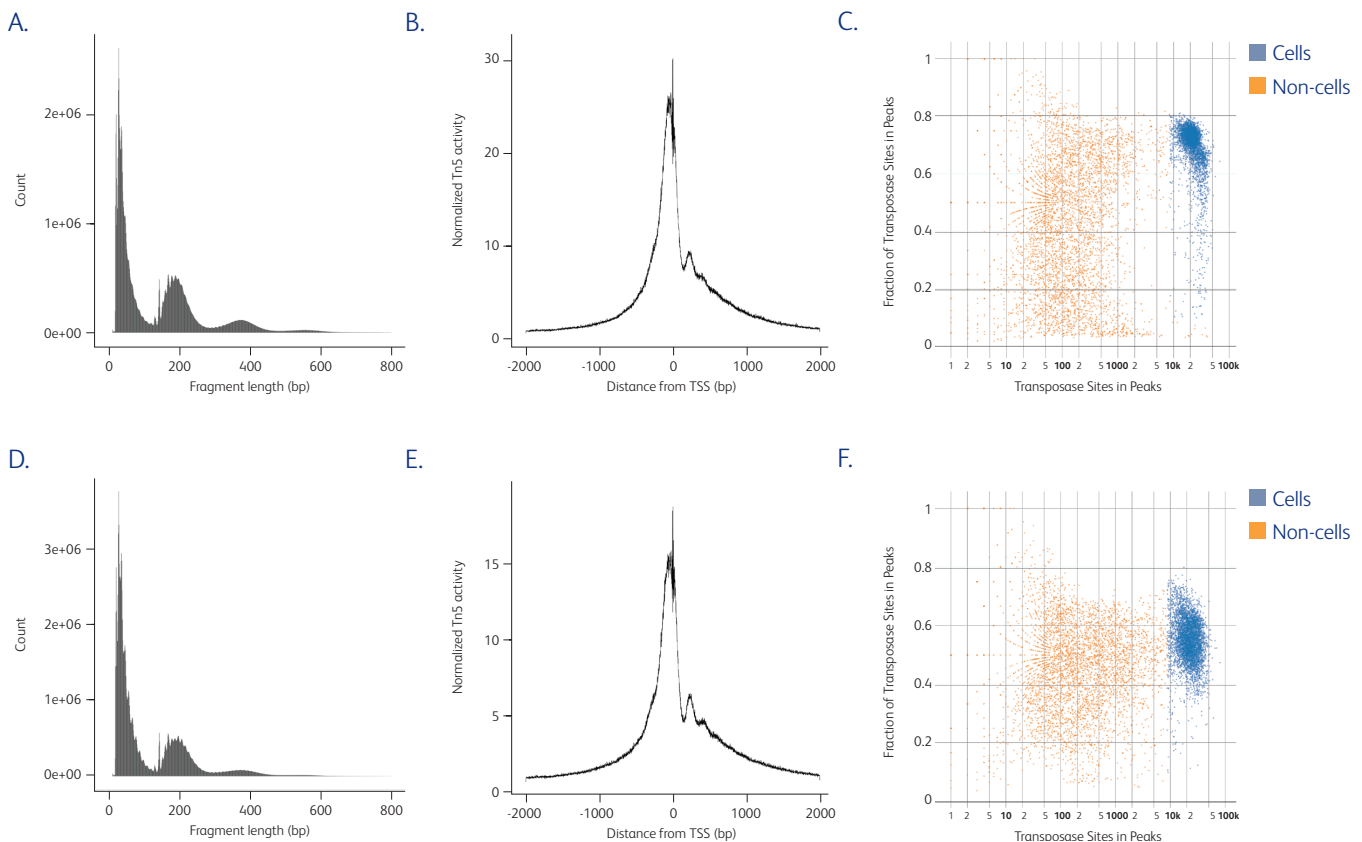 A.
2e+06
1e+06
0e+00
Count
0 200 400 600 800
Fragment length (bp)
B.
30
20
10
0
Normalized Tn5 activity
-2000 -1000 0 1000 2000
Distance from TSS (bp)
C.
1
0.8
0.6
0.4
0.2
0
Fraction of Transposase Sites in Peaks
1 2 5 10 2 5 100 2 5 1000 2 5 10k 2 5 100k
Transposase Sites in Peaks
Cells
Non-cells
D.
3e+06
2e+06
1e+06
0e+00
Count
0 200 400 600 800
Fragment length (bp)
E.
15
10
5
0
Normalized Tn5 activity
-2000 -1000 0 1000 2000
Distance from TSS (bp)
F.
1
0.8
0.6
0.4
0.2
0
Fraction of Transposase Sites in Peaks
1 2 5 10 2 5 100 2 5 1000 2 5 10k 2 5 100k
Transposase Sites in Peaks
Cells
Non-cells